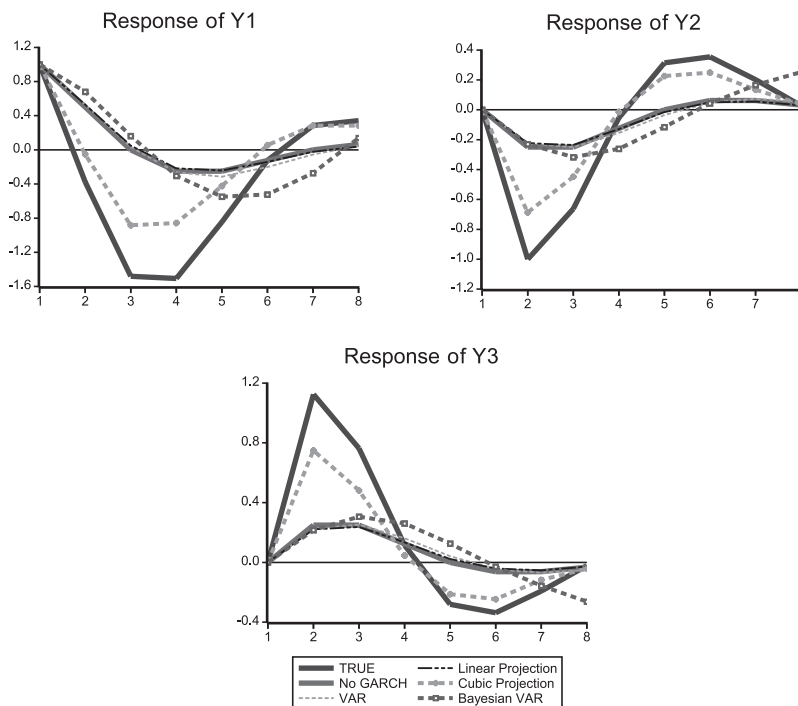 Response of Y1
1.2
0.8
0.4
0.0
-0.4
-0.8
-1.2
-1.6
1 2 3 4 5 6 7 8
Response of Y2
0.4
0.2
0.0
-0.2
-0.4
-0.6
-0.8
-1.0
-1.2
1 2 3 4 5 6 7
Response of Y3
1.2
0.8
0.4
0.0
-0.4
1 2 3 4 5 6 7 8
TRUE
No GARCH
VAR
Linear Projection
Cubic Projection
Bayesian VAR